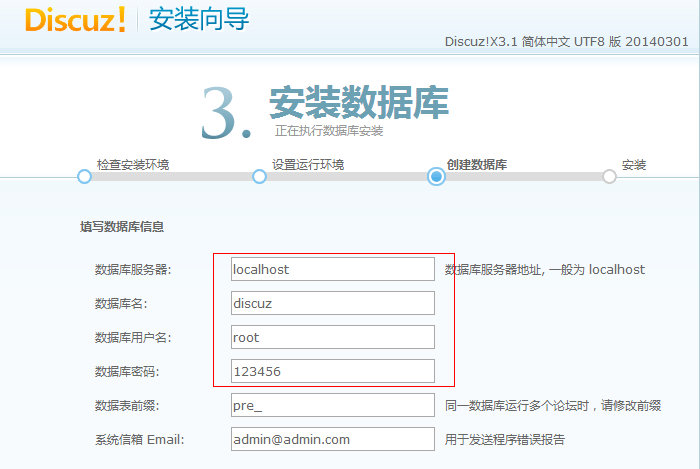 Discuz! 安装向导
Discuz!X3.1 简体中文 UTF8 版 20140301
3. 安装数据库
正在执行数据库安装
检查安装环境 设置运行环境 创建数据库 安装
填写数据库信息
数据库服务器: localhost 数据库服务器地址, 一般为 localhost
数据库名: discuz
数据库用户名: root
数据库密码: 123456
数据表前缀: pre_ 同一数据库运行多个论坛时，请修改前缀
系统信箱 Email: admin@admin.com 用于发送程序错误报告